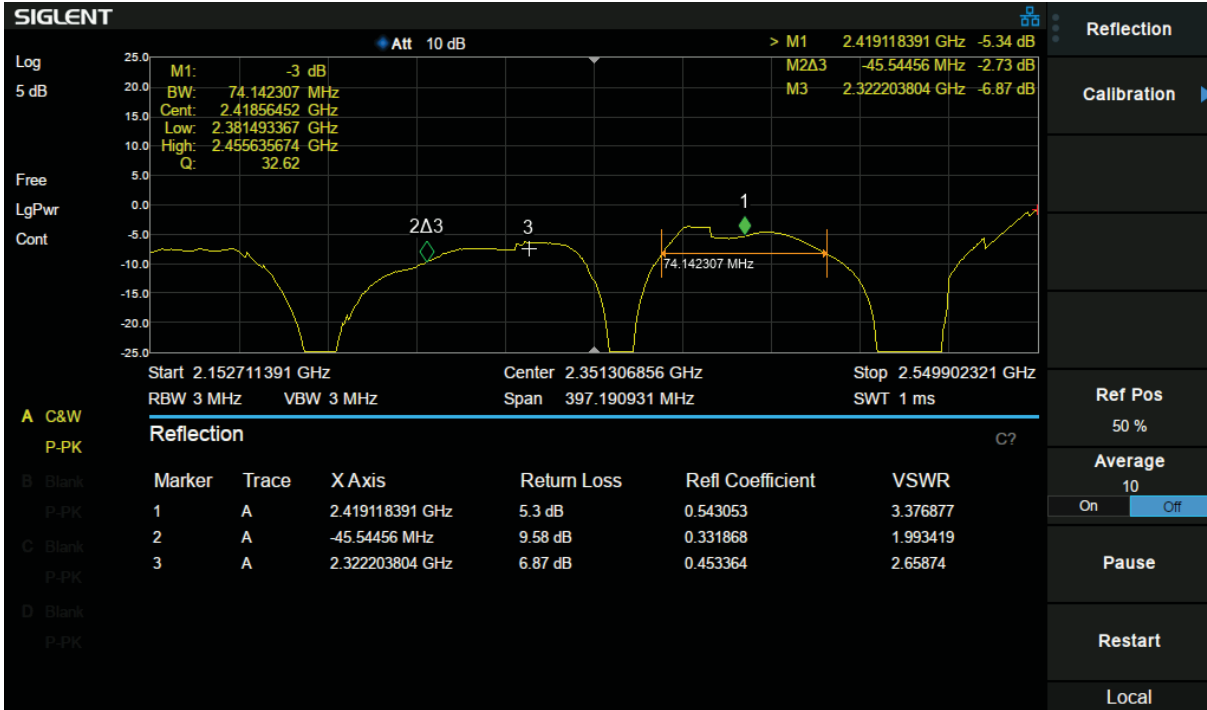 SIGLENT
Reflection
Att 10 dB
> M1 2.419118391 GHz -5.34 dB
M2Δ3 -45.54456 MHz -2.73 dB
M3 2.322203804 GHz -6.87 dB
Log
5 dB
Free
LgPwr
Cont
25.0
20.0
15.0
10.0
5.0
0.0
-5.0
-10.0
-15.0
-20.0
-25.0
M1: -3 dB
BW: 74.142307 MHz
Cent: 2.41856452 GHz
Low: 2.381493367 GHz
High: 2.455635674 GHz
Q: 32.62
2Δ3
3
1
74.142307 MHz
Start 2.152711391 GHz Center 2.351306856 GHz Stop 2.549902321 GHz
RBW 3 MHz VBW 3 MHz Span 397.190931 MHz SWT 1 ms
A C&W
P-PK
B Blank
P-PK
C Blank
P-PK
D Blank
P-PK
Reflection C?
Marker Trace X Axis Return Loss Refl Coefficient VSWR
1 A 2.419118391 GHz 5.3 dB 0.543053 3.376877
2 A -45.54456 MHz 9.58 dB 0.331868 1.993419
3 A 2.322203804 GHz 6.87 dB 0.453364 2.65874
Calibration
Ref Pos
50 %
Average
10
On Off
Pause
Restart
Local